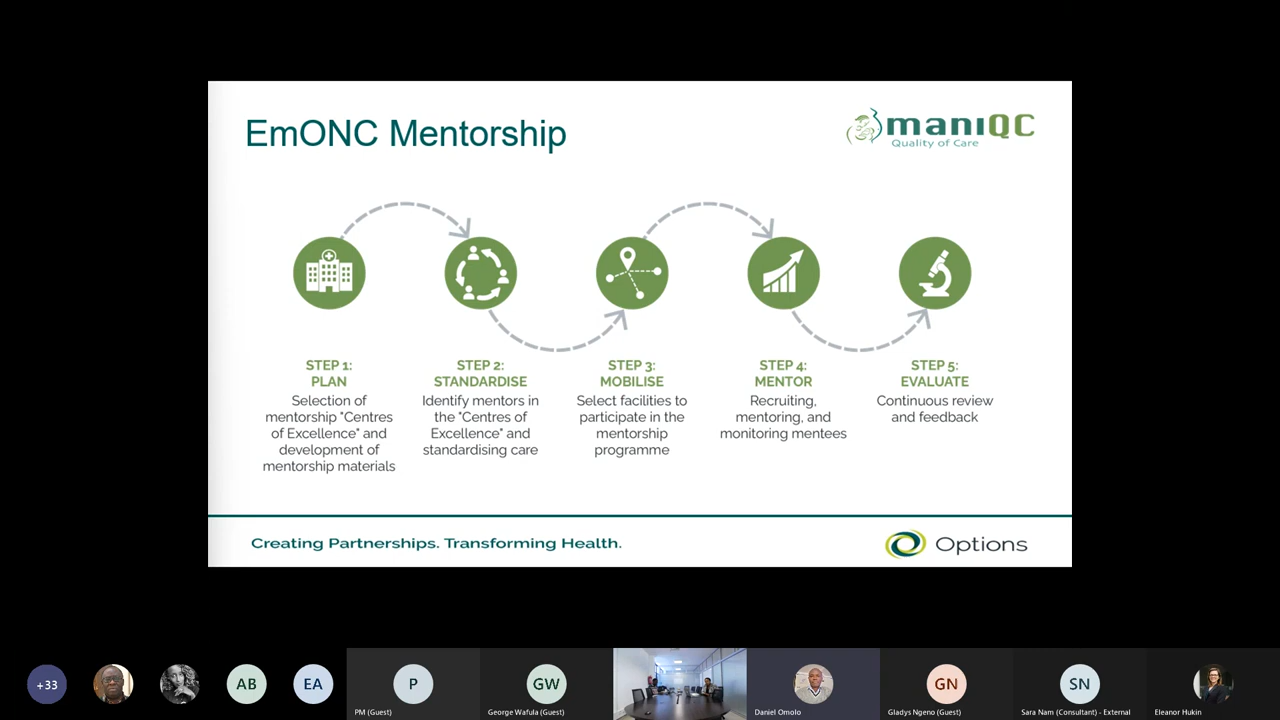 EmONC Mentorship
maniQC
Quality of Care
STEP 1:
PLAN
Selection of
mentorship "Centres
of Excellence" and
development of
mentorship materials
STEP 2:
STANDARDISE
Identify mentors in
the "Centres of
Excellence" and
standardising care
STEP 3:
MOBILISE
Select facilities to
participate in the
mentorship
programme
STEP 4:
MENTOR
Recruiting,
mentoring, and
monitoring mentees
STEP 5:
EVALUATE
Continuous review
and feedback
Creating Partnerships. Transforming Health.
Options
+33
AB
EA
P
PM (Guest)
GW
George Wafula (Guest)
Daniel Omolo
GN
Gladys Ngeno (Guest)
SN
Sara Nam (Consultant) - External
Eleanor Hukin